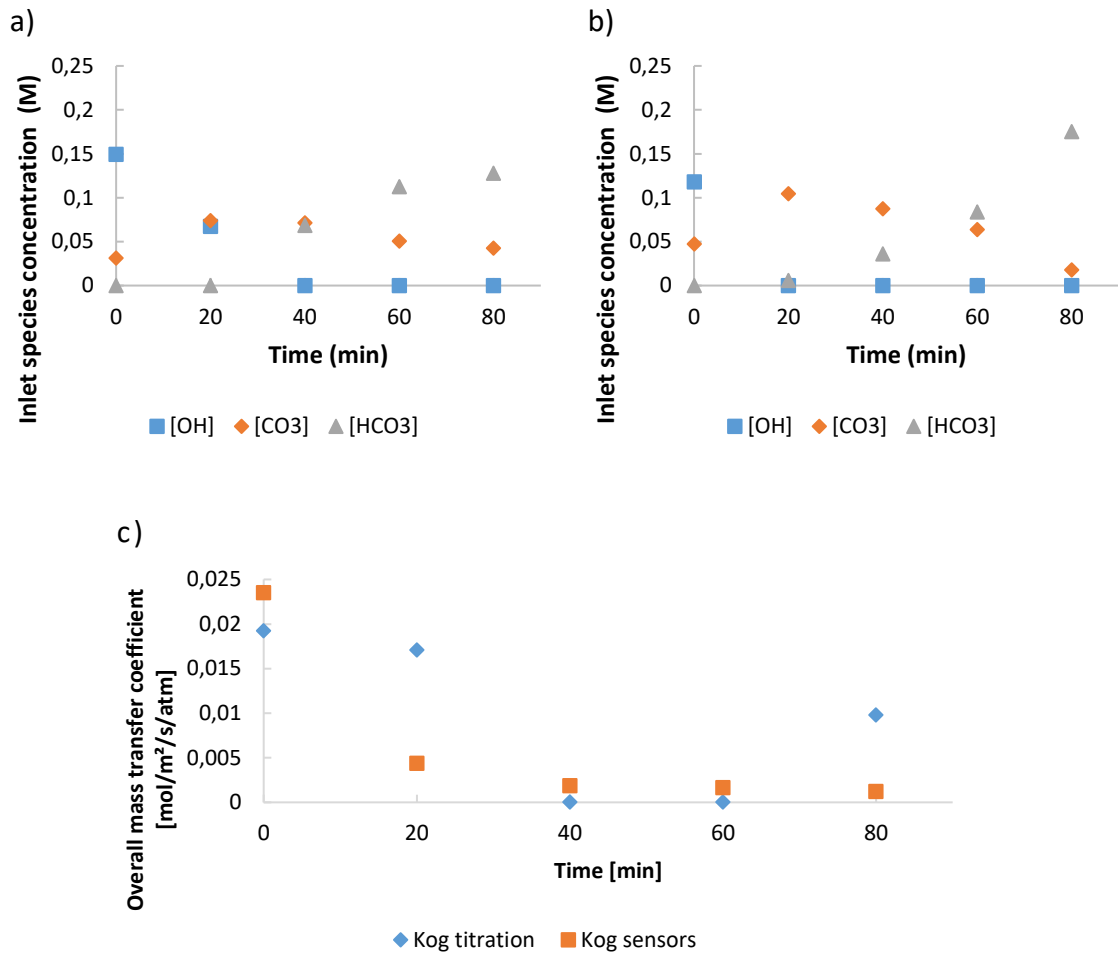 a)
Inlet species concentration (M)
0,25
0,2
0,15
0,1
0,05
0
0 20 40 60 80
Time (min)
[OH] [CO3] [HCO3]
b)
Inlet species concentration (M)
0,25
0,2
0,15
0,1
0,05
0
0 20 40 60 80
Time (min)
[OH] [CO3] [HCO3]
c)
Overall mass transfer coefficient
[mol/m²/s/atm]
0,025
0,02
0,015
0,01
0,005
0
0 20 40 60 80
Time [min]
Kog titration Kog sensors